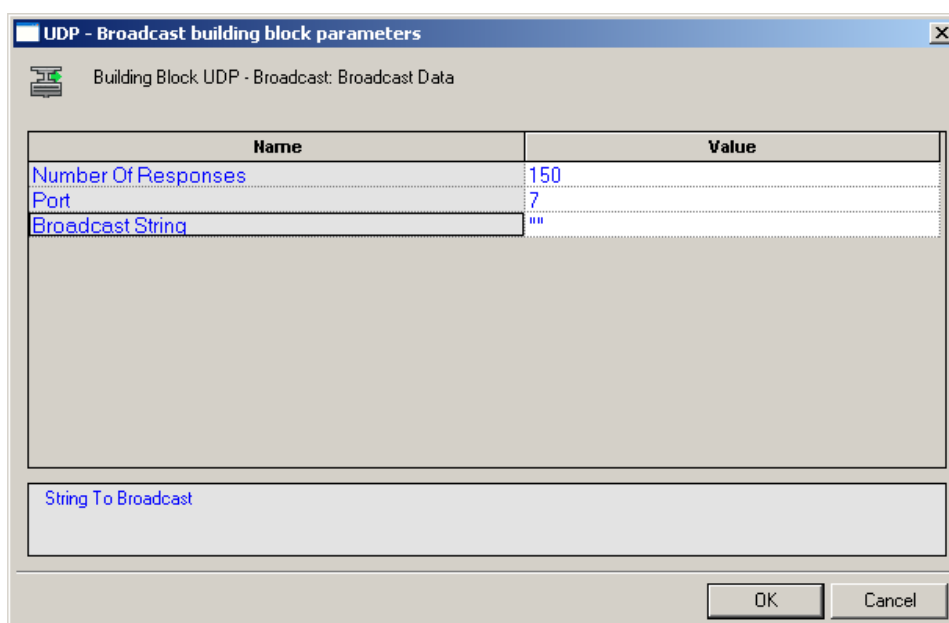 UDP - Broadcast building block parameters
Building Block UDP - Broadcast: Broadcast Data
Name Value
Number Of Responses 150
Port 7
Broadcast String ""
String To Broadcast
OK Cancel